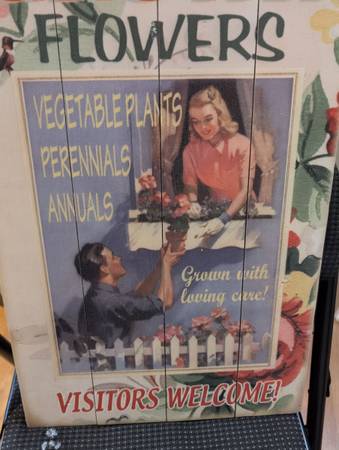 FLOWERS
VEGETABLE PLANTS
PERENNIALS
ANNUALS
Grown with
loving care!
VISITORS WELCOME!